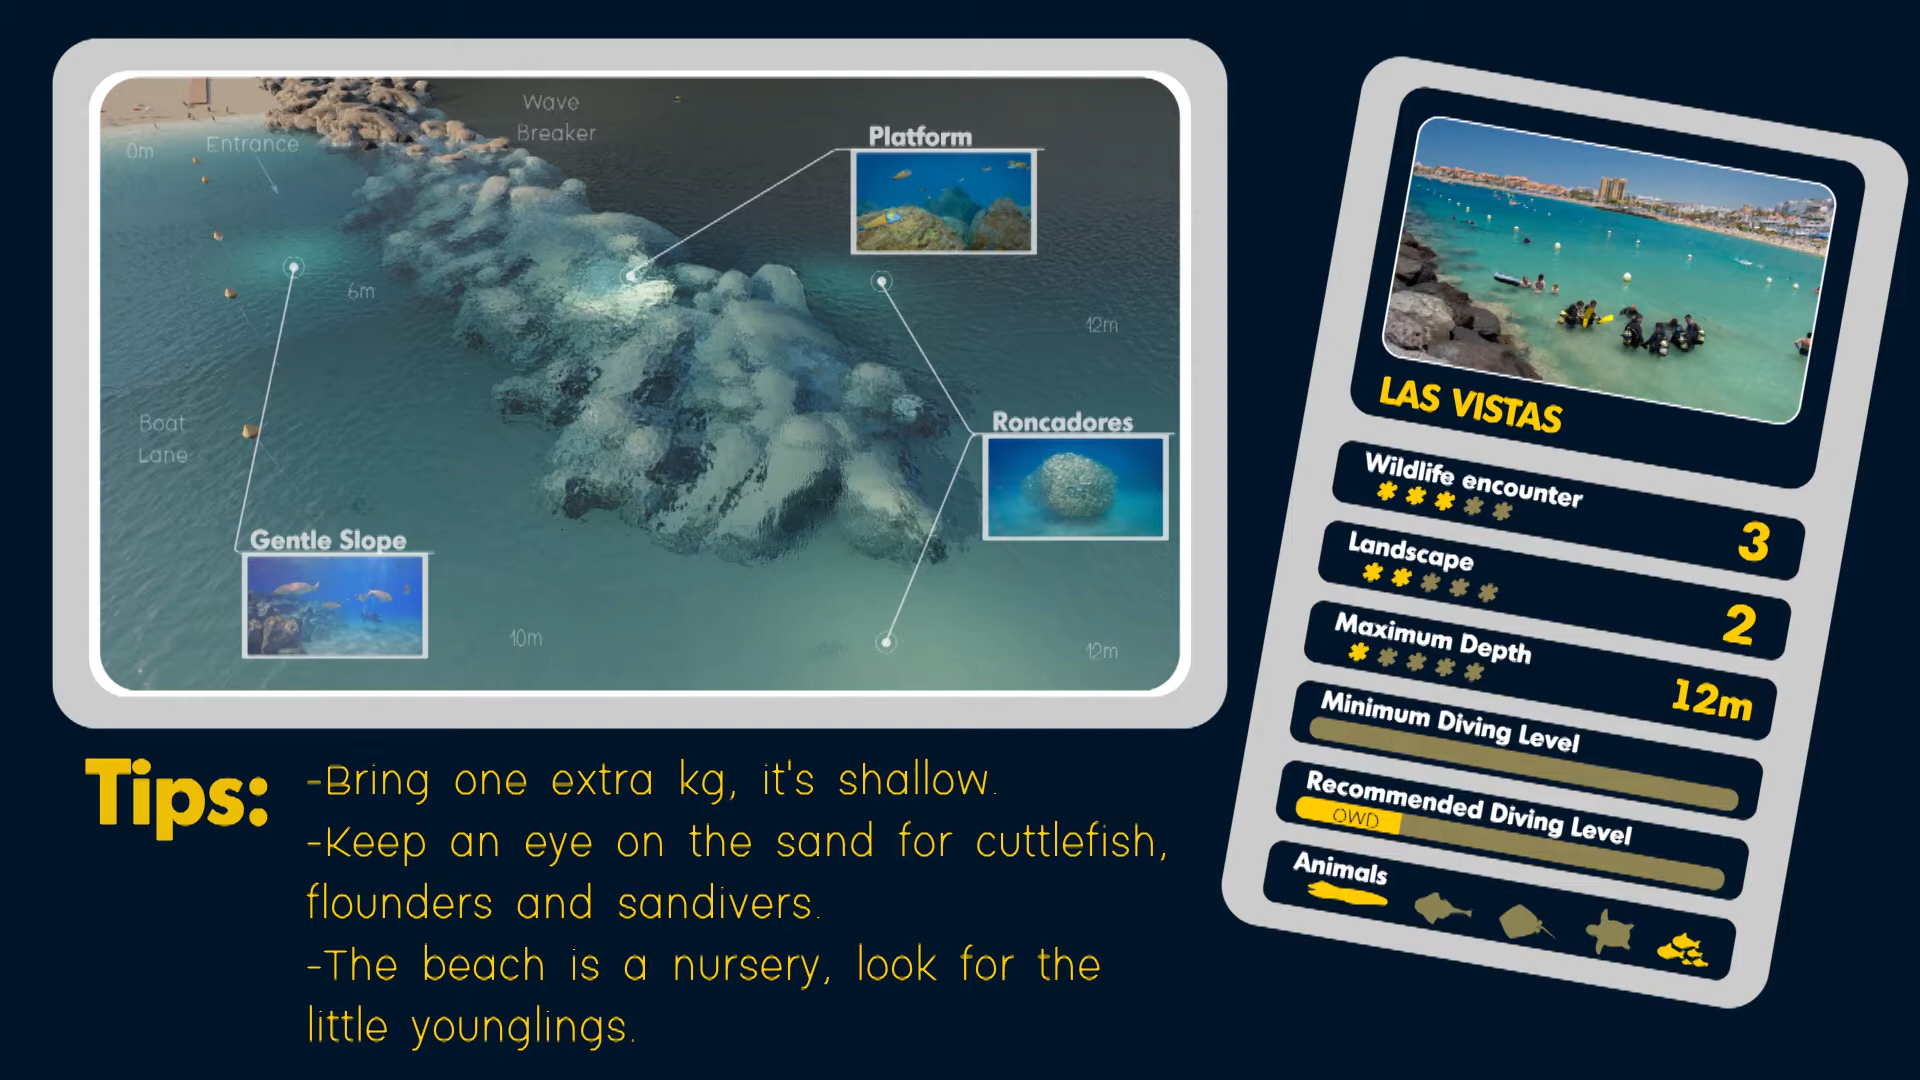 Wave
Breaker
Platform
0m
Entrance
6m
12m
Boat
Lane
Roncadores
Gentle Slope
10m
12m
Tips:
-Bring one extra kg, it's shallow.
-Keep an eye on the sand for cuttlefish,
flounders and sandivers.
-The beach is a nursery, look for the
little younglings.
LAS VISTAS
Wildlife encounter
3
Landscape
2
Maximum Depth
12m
Minimum Diving Level
Recommended Diving Level
OWD
Animals